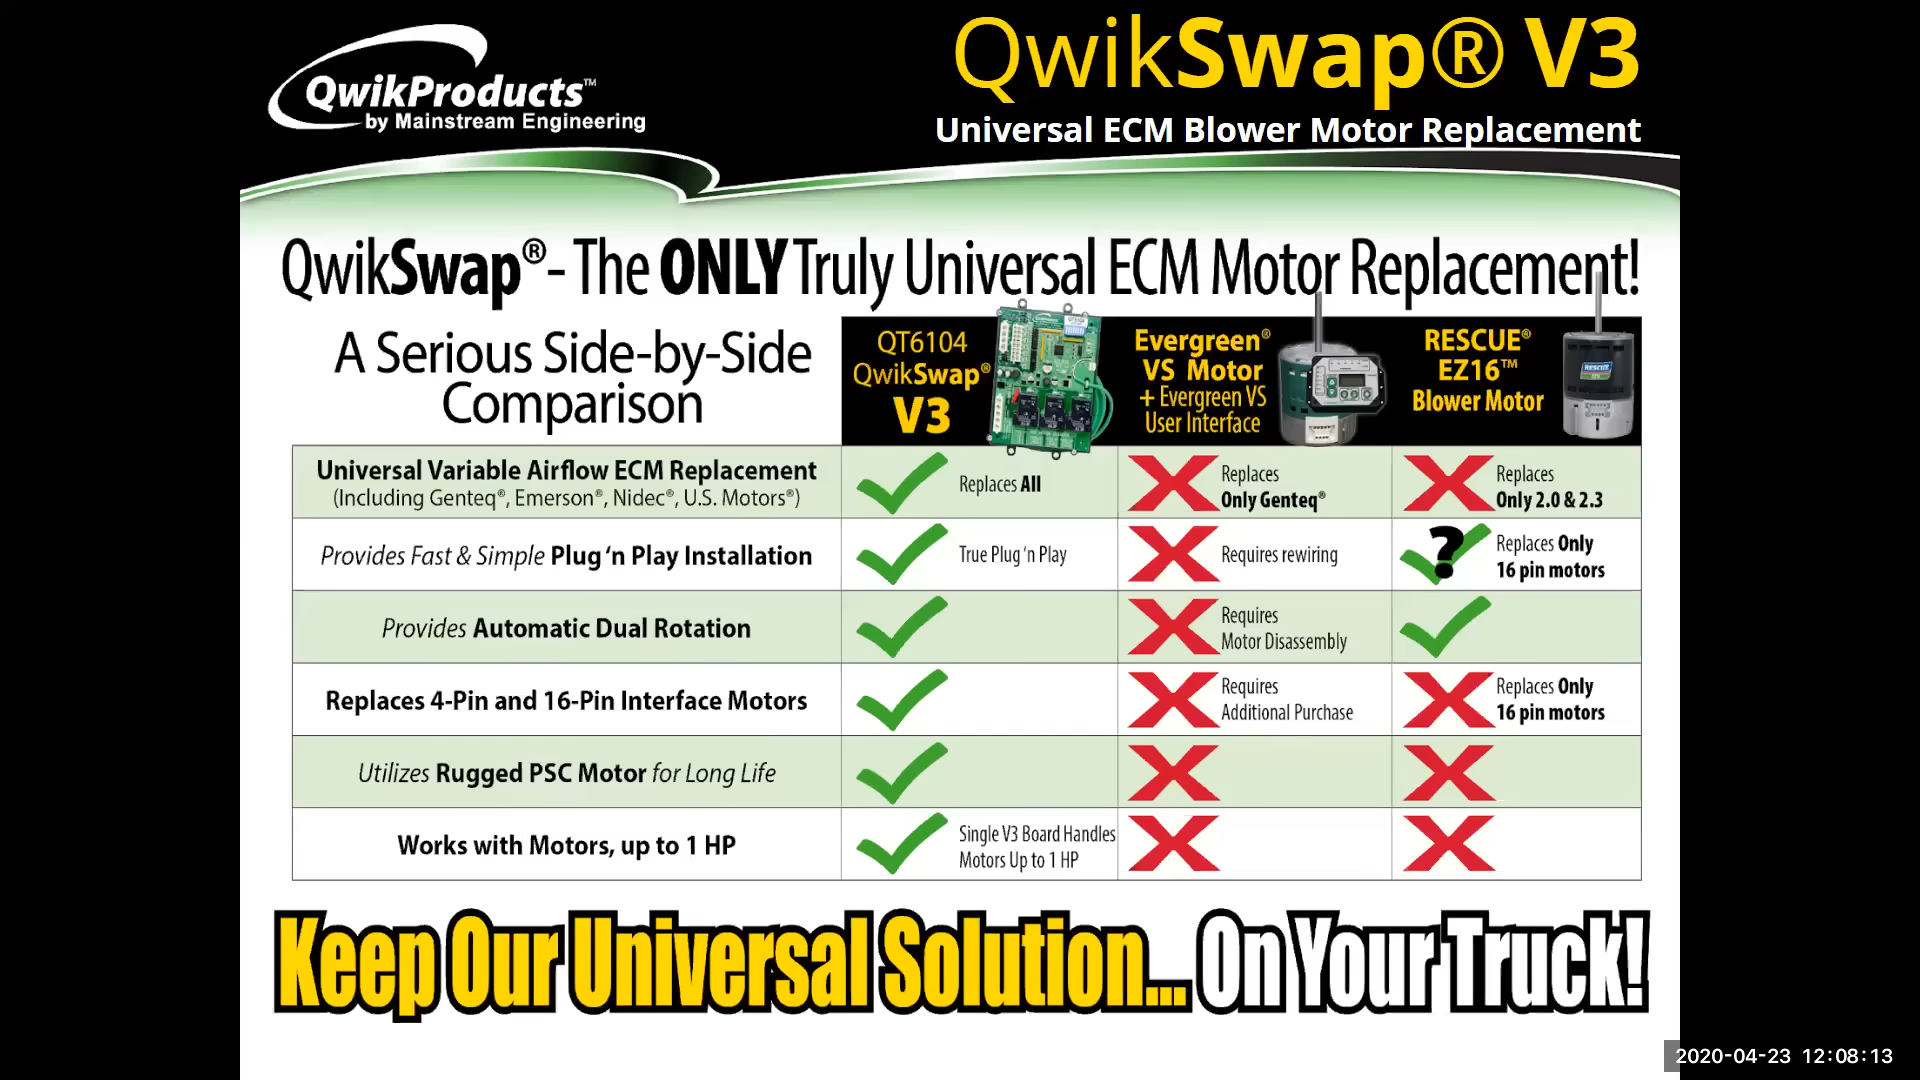 QwikProducts™
by Mainstream Engineering
QwikSwap® V3
Universal ECM Blower Motor Replacement
QwikSwap®- The ONLY Truly Universal ECM Motor Replacement!
A Serious Side-by-Side
Comparison
QT6104
QwikSwap®
V3
Evergreen®
VS Motor
+ Evergreen VS
User Interface
RESCUE®
EZ16™
Blower Motor
RESCUE
Universal Variable Airflow ECM Replacement
(Including Genteq®, Emerson®, Nidec®, U.S. Motors®)
Replaces All
Replaces
Only Genteq®
Replaces
Only 2.0 & 2.3
Provides Fast & Simple Plug ‘n Play Installation
True Plug ‘n Play
Requires rewiring
?
Replaces Only
16 pin motors
Provides Automatic Dual Rotation
Requires
Motor Disassembly
Replaces 4-Pin and 16-Pin Interface Motors
Requires
Additional Purchase
Replaces Only
16 pin motors
Utilizes Rugged PSC Motor for Long Life
Works with Motors, up to 1 HP
Single V3 Board Handles
Motors Up to 1 HP
Keep Our Universal Solution... On Your Truck!
2020-04-23 12:08:13